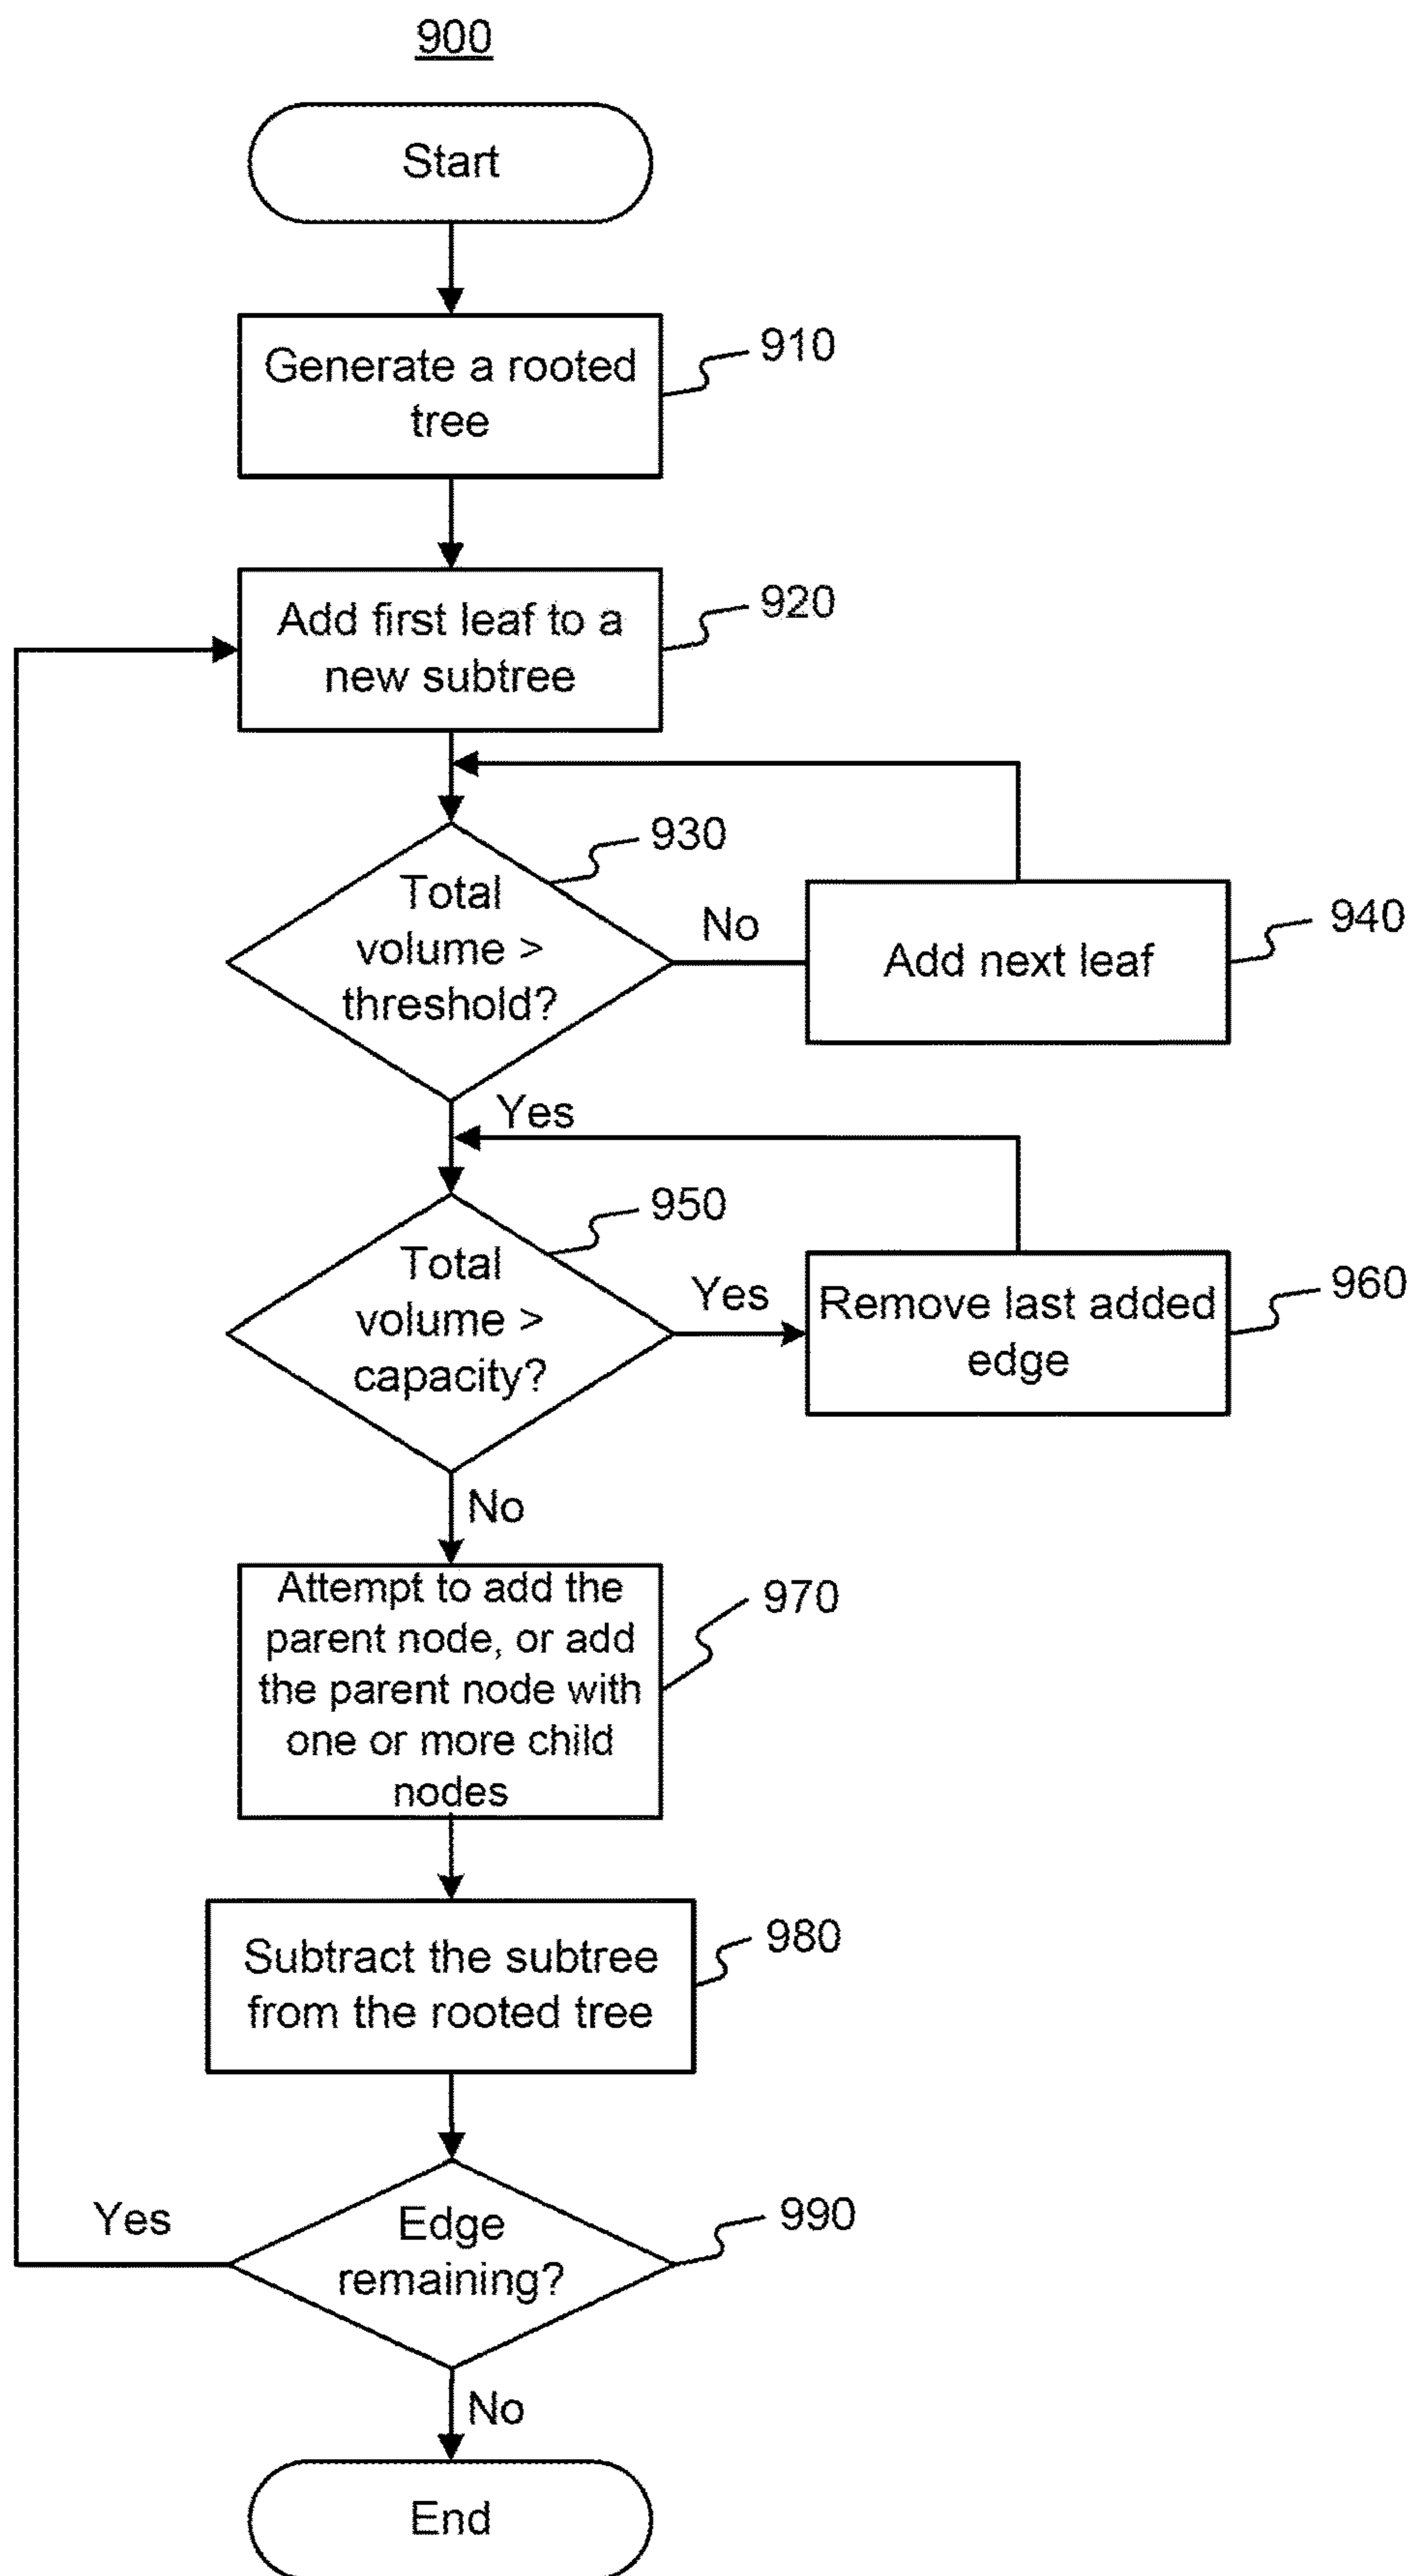 900
Start
Generate a rooted
tree
910
Add first leaf to a
new subtree
920
Total
volume >
threshold?
930
No
Add next leaf
940
Yes
Total
volume >
capacity?
950
Yes
Remove last added
edge
960
No
Attempt to add the
parent node, or add
the parent node with
one or more child
nodes
970
Subtract the subtree
from the rooted tree
980
Edge
remaining?
990
Yes
No
End